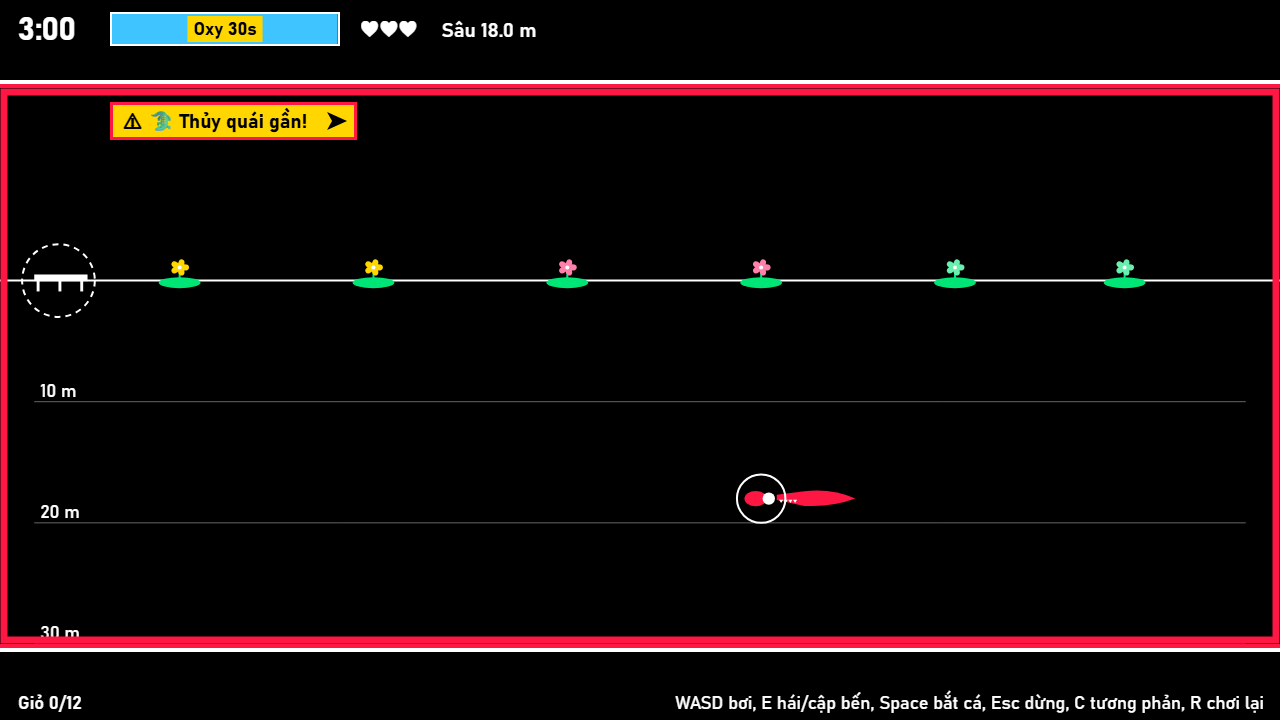 3:00
Oxy 30s
Sâu 18.0 m
Thủy quái gần!
10 m
20 m
30 m
Giỏ 0/12
WASD bơi, E hái/cập bến, Space bắt cá, Esc dừng, C tương phản, R chơi lại